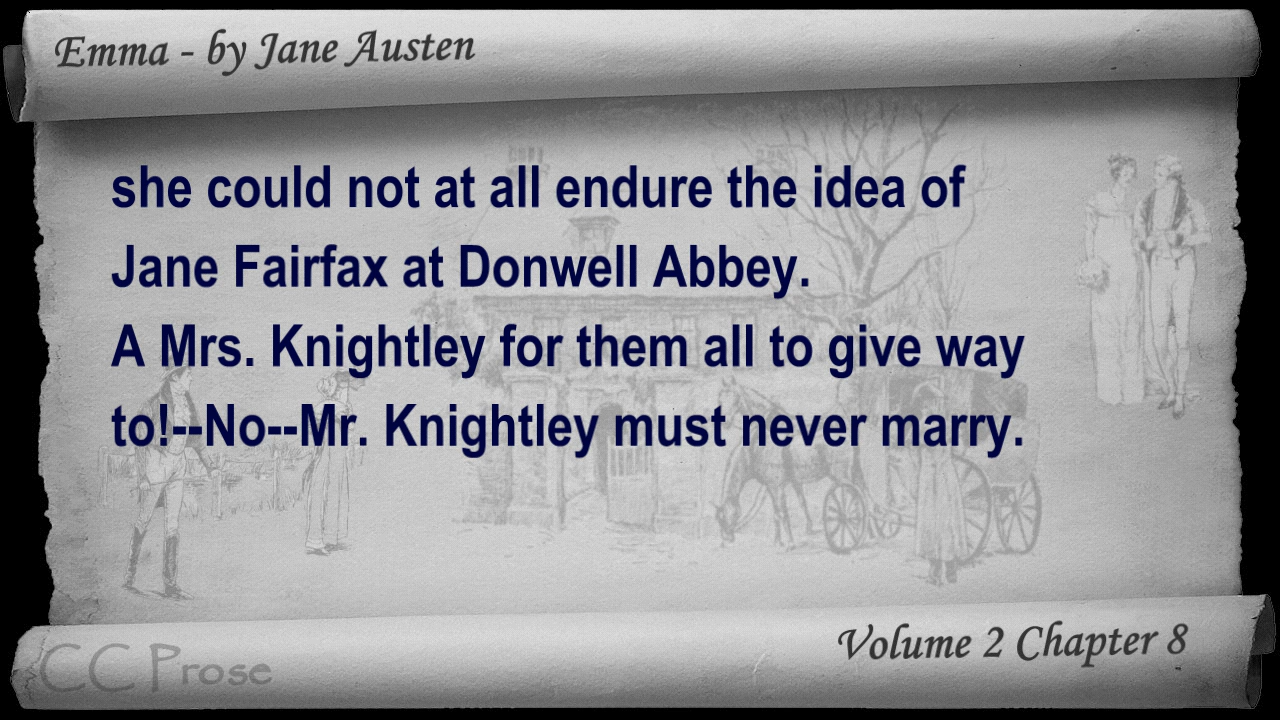 Emma - by Jane Austen
she could not at all endure the idea of
Jane Fairfax at Donwell Abbey.
A Mrs. Knightley for them all to give way
to!--No--Mr. Knightley must never marry.
Volume 2 Chapter 8
CC Prose